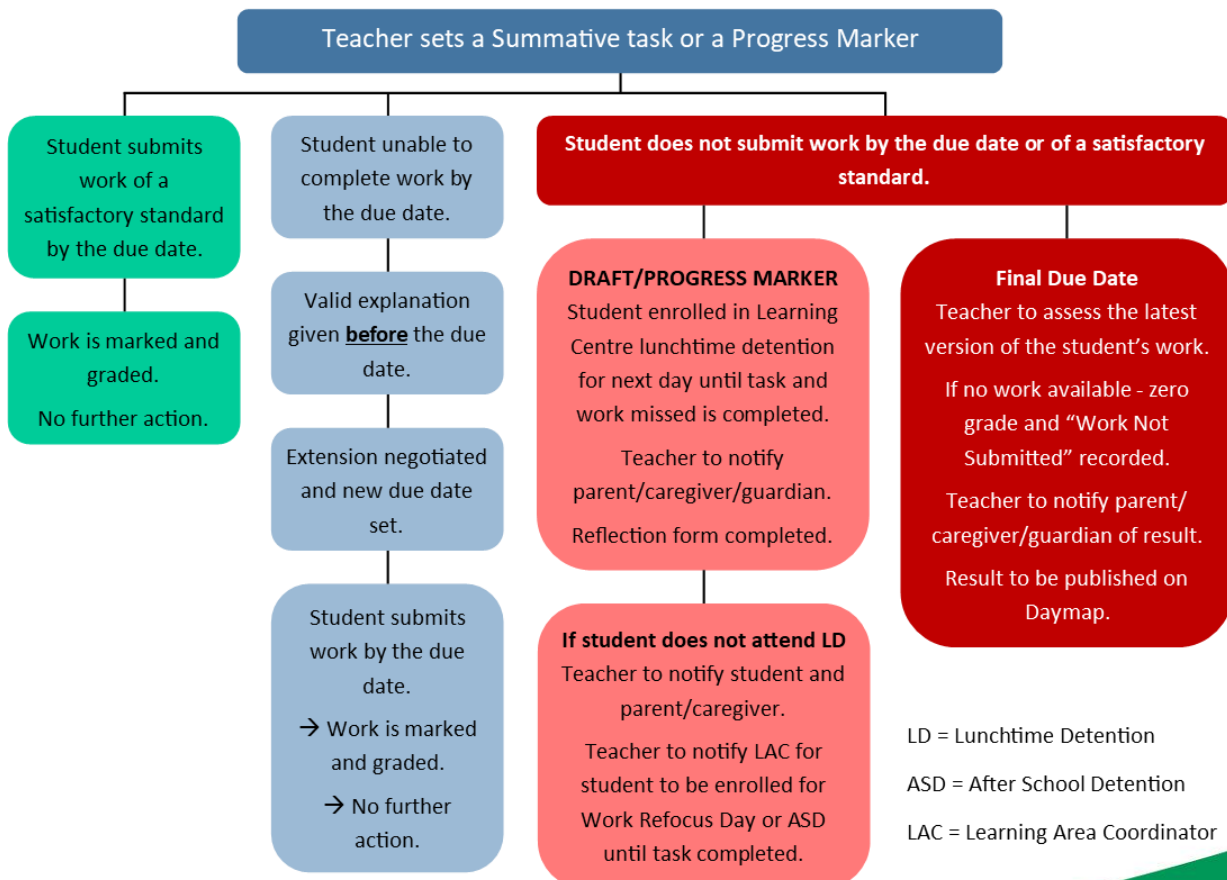 Teacher sets a Summative task or a Progress Marker
Student submits
work of a
satisfactory standard
by the due date.
Work is marked and
graded.
No further action.
Student unable to
complete work by
the due date.
Valid explanation
given before the due
date.
Extension negotiated
and new due date
set.
Student submits
work by the due
date.
→ Work is marked
and graded.
→ No further
action.
Student does not submit work by the due date or of a satisfactory
standard.
DRAFT/PROGRESS MARKER
Student enrolled in Learning
Centre lunchtime detention
for next day until task and
work missed is completed.
Teacher to notify
parent/caregiver/guardian.
Reflection form completed.
If student does not attend LD
Teacher to notify student and
parent/caregiver.
Teacher to notify LAC for
student to be enrolled for
Work Refocus Day or ASD
until task completed.
Final Due Date
Teacher to assess the latest
version of the student’s work.
If no work available - zero
grade and “Work Not
Submitted” recorded.
Teacher to notify parent/
caregiver/guardian of result.
Result to be published on
Daymap.
LD = Lunchtime Detention
ASD = After School Detention
LAC = Learning Area Coordinator